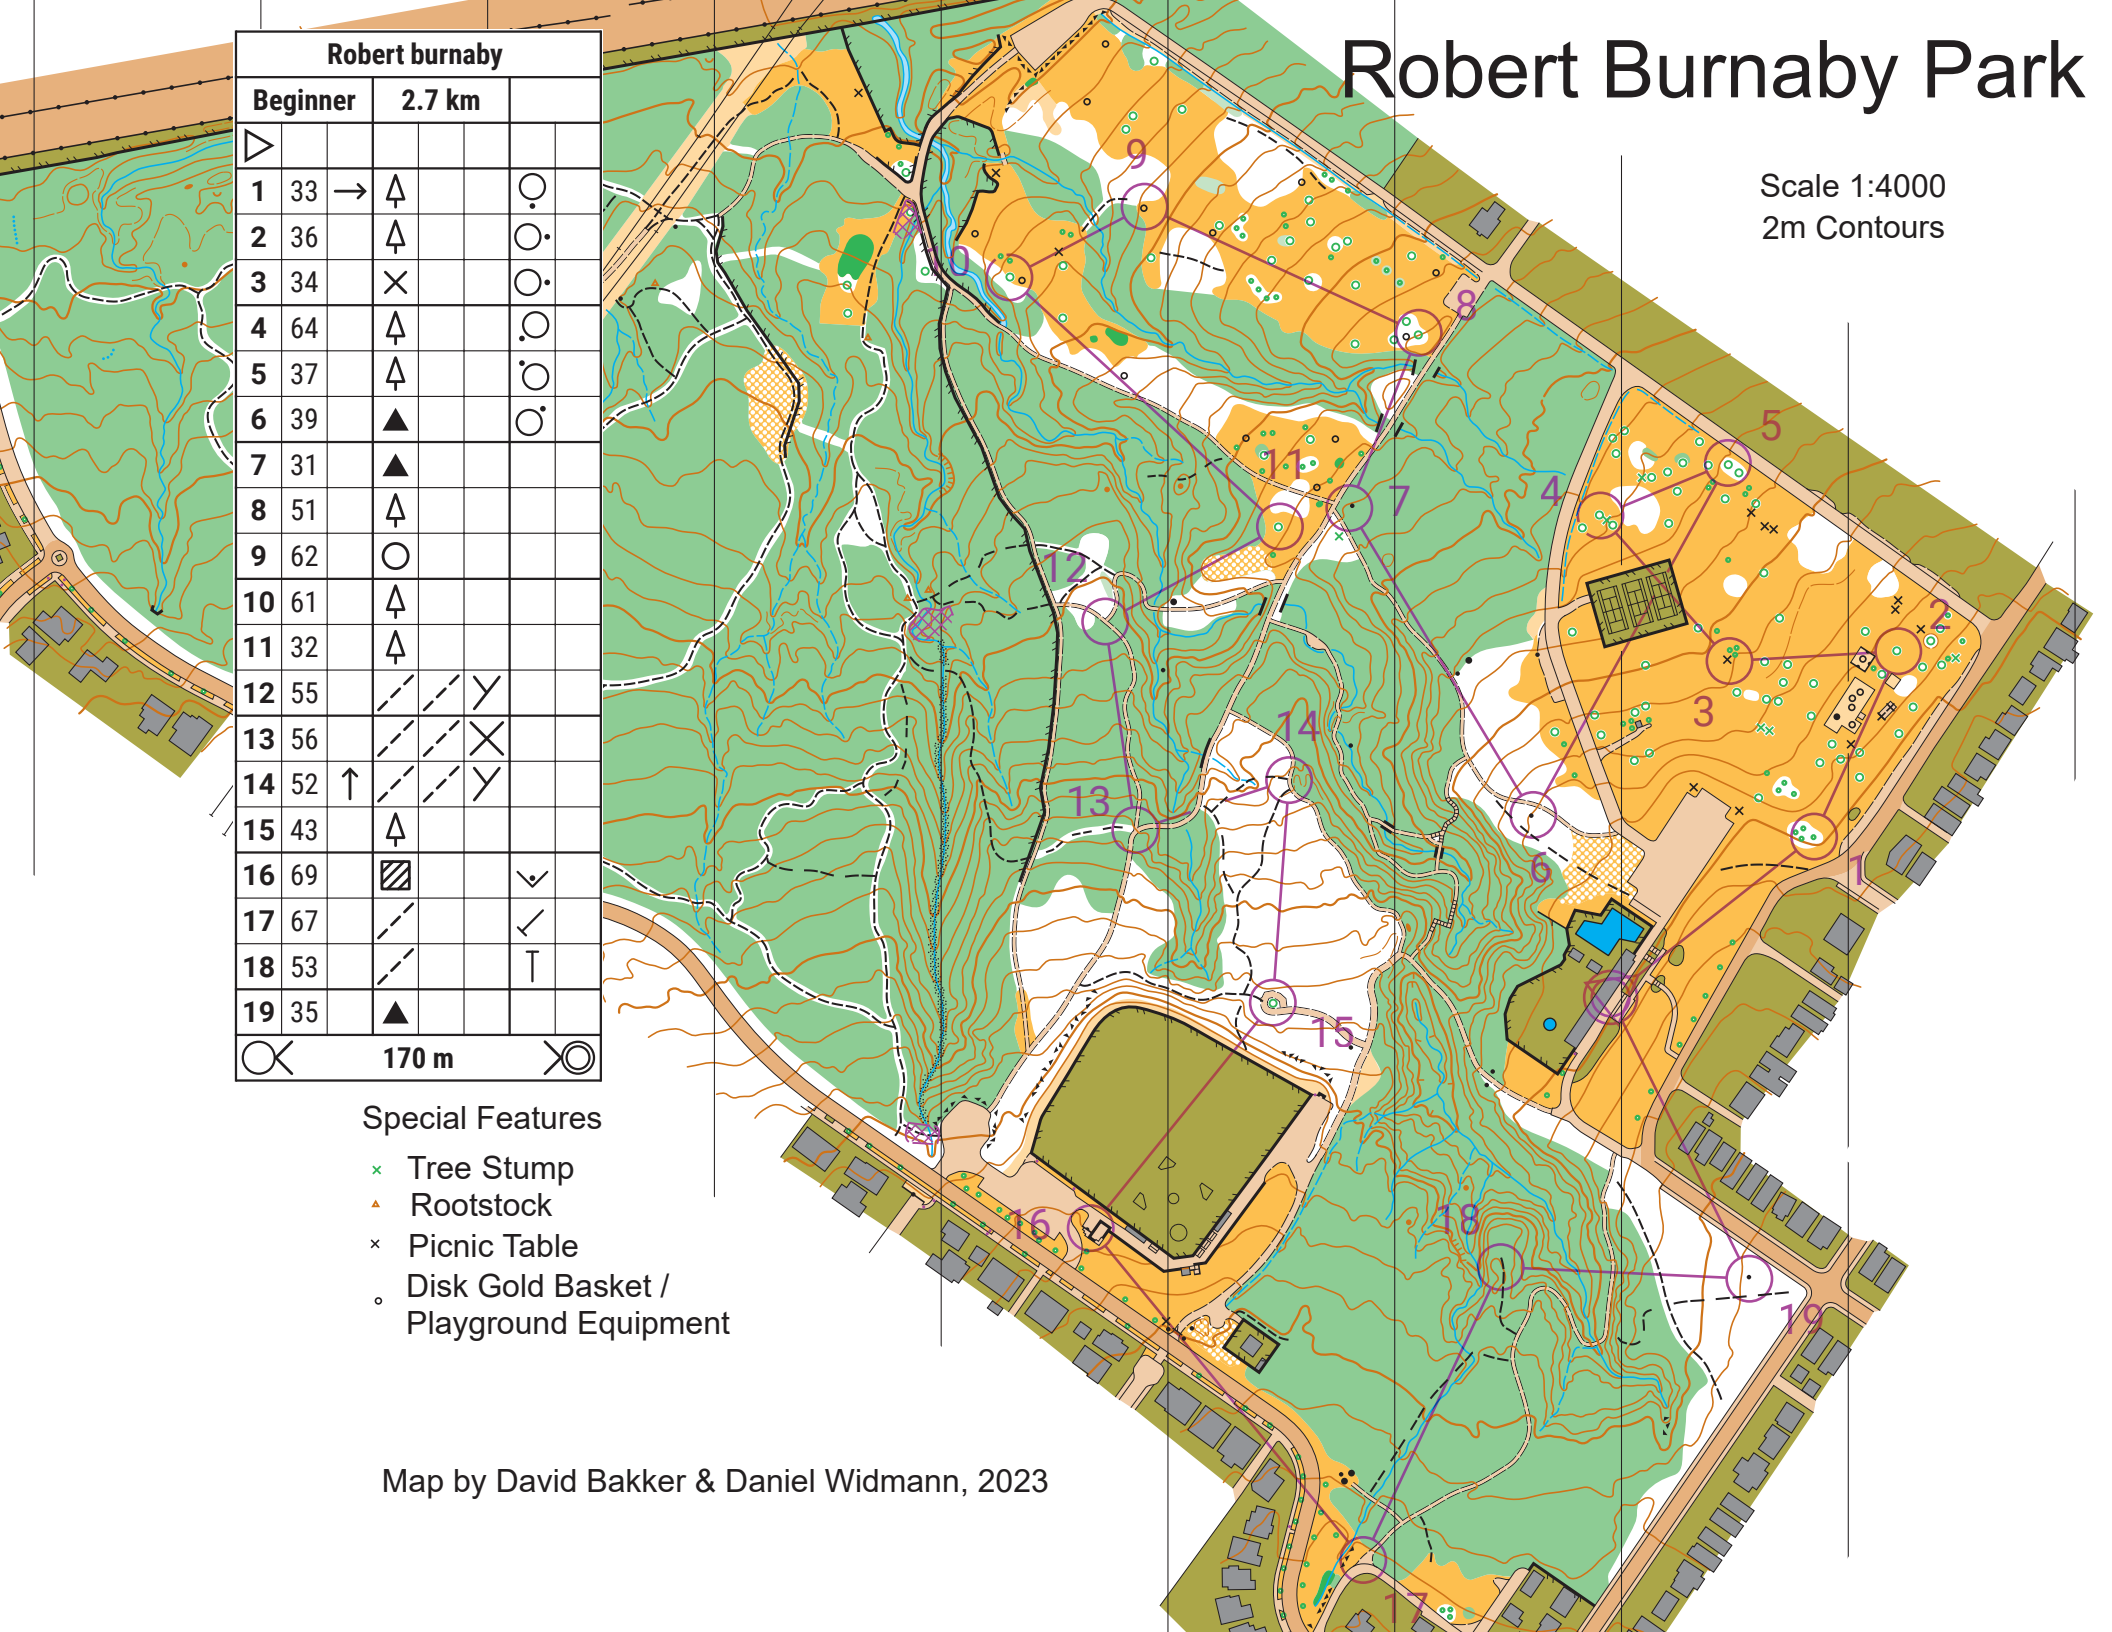 Robert Burnaby Park
Scale 1:4000
2m Contours
Robert burnaby
Beginner 2.7 km
1 33
2 36
3 34
4 64
5 37
6 39
7 31
8 51
9 62
10 61
11 32
12 55
13 56
14 52
15 43
16 69
17 67
18 53
19 35
170 m
Special Features
Tree Stump
Rootstock
Picnic Table
Disk Gold Basket /
Playground Equipment
Map by David Bakker & Daniel Widmann, 2023
9
10
8
5
11
4
7
12
2
3
14
13
6
1
15
18
16
19
17